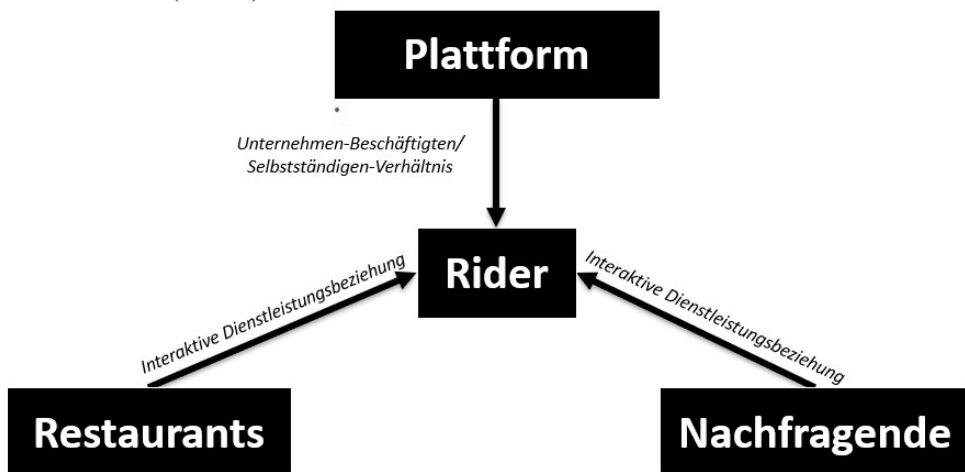 Plattform
Unternehmen-Beschäftigten/
Selbstständigen-Verhältnis
Rider
Interaktive Dienstleistungsbeziehung
Interaktive Dienstleistungsbeziehung
Restaurants
Nachfragende